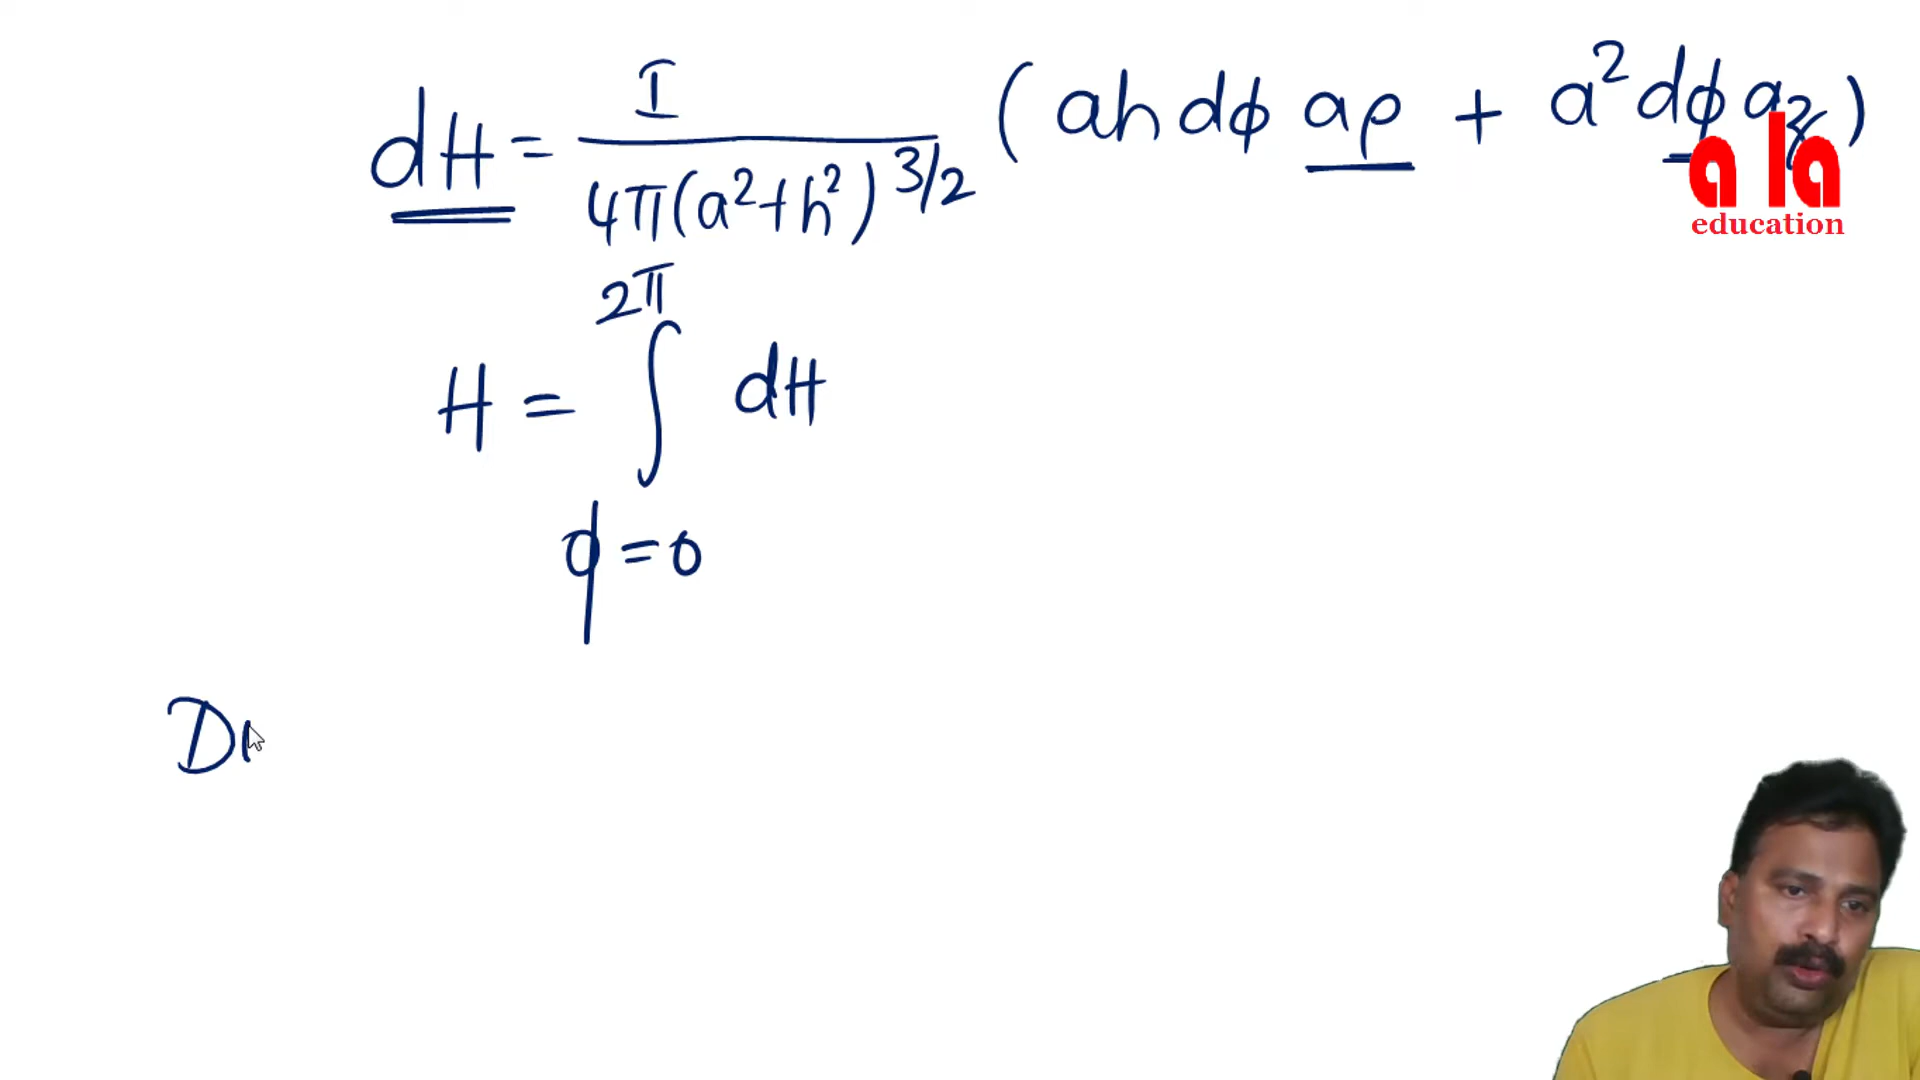 dH = I / 4π(a²+h²)^3/2 (ah dϕ aρ + a² dϕ az)
a la
education
2π
H = ∫ dH
ϕ = 0
D